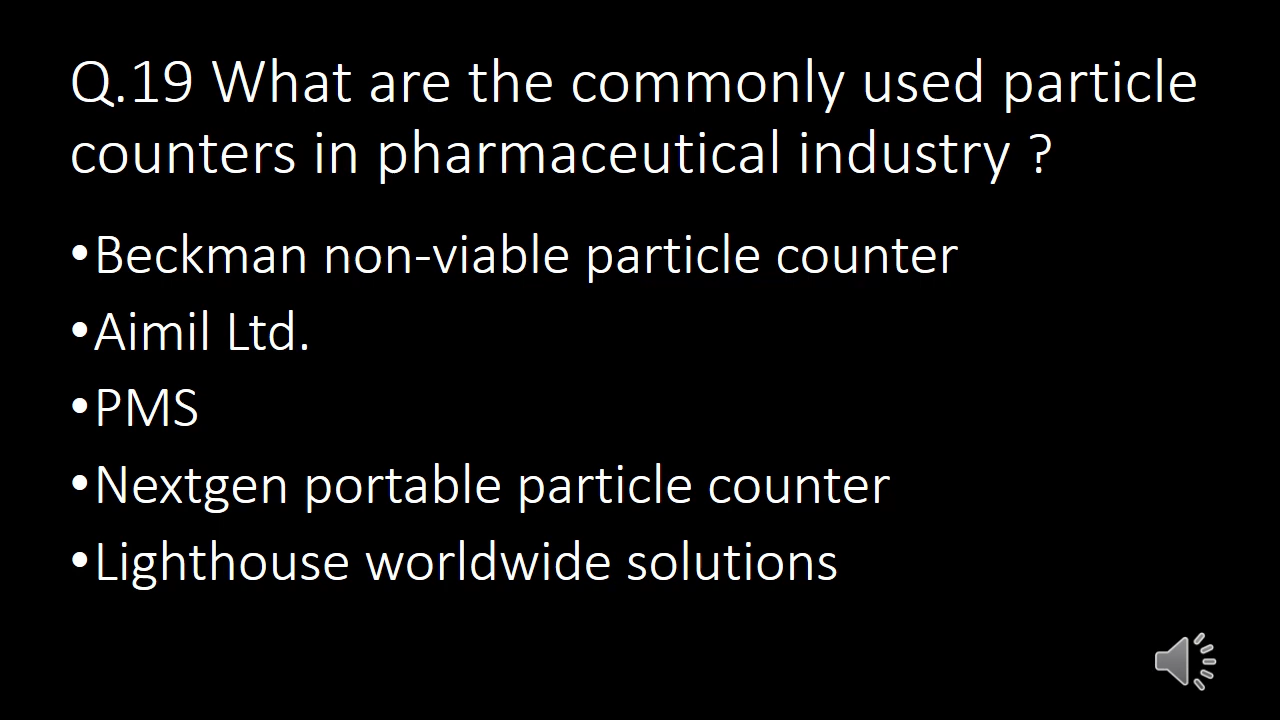 Q.19 What are the commonly used particle
counters in pharmaceutical industry ?
•Beckman non-viable particle counter
•Aimil Ltd.
•PMS
•Nextgen portable particle counter
•Lighthouse worldwide solutions